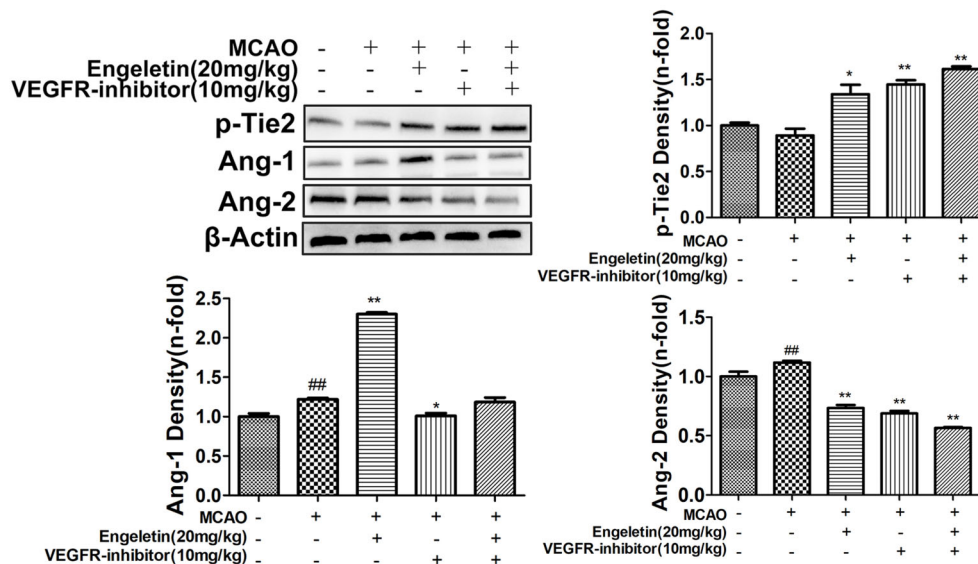 MCAO - + + + +
Engeletin(20mg/kg) - - + - +
VEGFR-inhibitor(10mg/kg) - - - + +
p-Tie2
Ang-1
Ang-2
β-Actin
p-Tie2 Density(n-fold)
2.0
1.5
1.0
0.5
0.0
* ** **
MCAO - + + + +
Engeletin(20mg/kg) - - + - +
VEGFR-inhibitor(10mg/kg) - - - + +
Ang-1 Density(n-fold)
2.5
2.0
1.5
1.0
0.5
0.0
## ** *
MCAO - + + + +
Engeletin(20mg/kg) - - + - +
VEGFR-inhibitor(10mg/kg) - - - + +
Ang-2 Density(n-fold)
1.5
1.0
0.5
0.0
## ** ** **
MCAO - + + + +
Engeletin(20mg/kg) - - + - +
VEGFR-inhibitor(10mg/kg) - - - + +